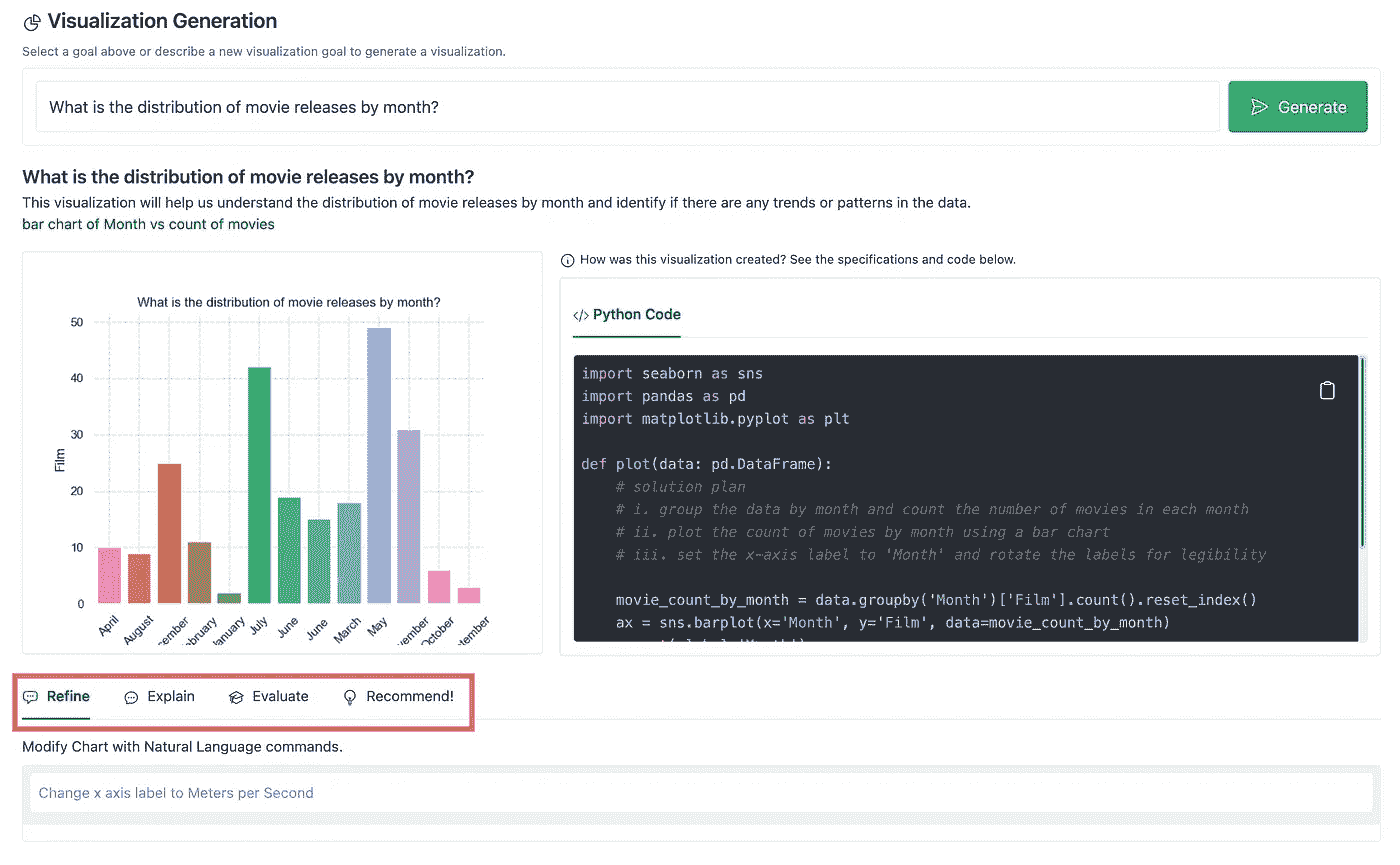 Visualization Generation
Select a goal above or describe a new visualization goal to generate a visualization.
What is the distribution of movie releases by month?
Generate
What is the distribution of movie releases by month?
This visualization will help us understand the distribution of movie releases by month and identify if there are any trends or patterns in the data.
bar chart of Month vs count of movies
What is the distribution of movie releases by month?
50
40
30
20
10
0
Film
April
August
cember
bruary
anuary
July
June
June
March
May
vember
October
tember
How was this visualization created? See the specifications and code below.
</> Python Code
import seaborn as sns
import pandas as pd
import matplotlib.pyplot as plt
def plot(data: pd.DataFrame):
# solution plan
# i. group the data by month and count the number of movies in each month
# ii. plot the count of movies by month using a bar chart
# iii. set the x-axis label to 'Month' and rotate the labels for legibility
movie_count_by_month = data.groupby('Month')['Film'].count().reset_index()
ax = sns.barplot(x='Month', y='Film', data=movie_count_by_month)
Refine
Explain
Evaluate
Recommend!
Modify Chart with Natural Language commands.
Change x axis label to Meters per Second